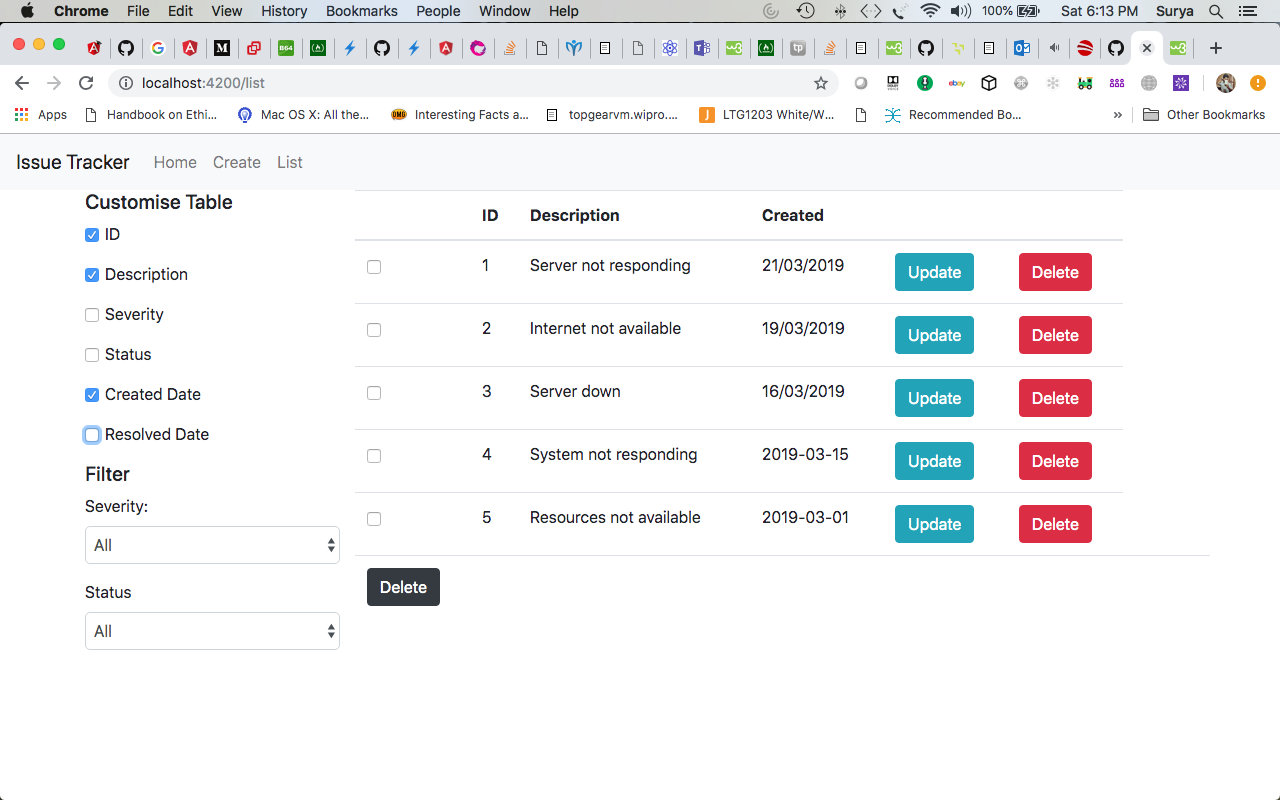 Chrome File Edit View History Bookmarks People Window Help 100% Sat 6:13 PM Surya
M B64 tp w3
localhost:4200/list
Apps Handbook on Ethi... Mac OS X: All the... OMG Interesting Facts a... topgearvm.wipro.... J LTG1203 White/W... Recommended Bo... » Other Bookmarks
Issue Tracker Home Create List
Customise Table
ID
Description
Severity
Status
Created Date
Resolved Date
Filter
Severity:
All
Status
All
ID Description Created
1 Server not responding 21/03/2019 Update Delete
2 Internet not available 19/03/2019 Update Delete
3 Server down 16/03/2019 Update Delete
4 System not responding 2019-03-15 Update Delete
5 Resources not available 2019-03-01 Update Delete
Delete